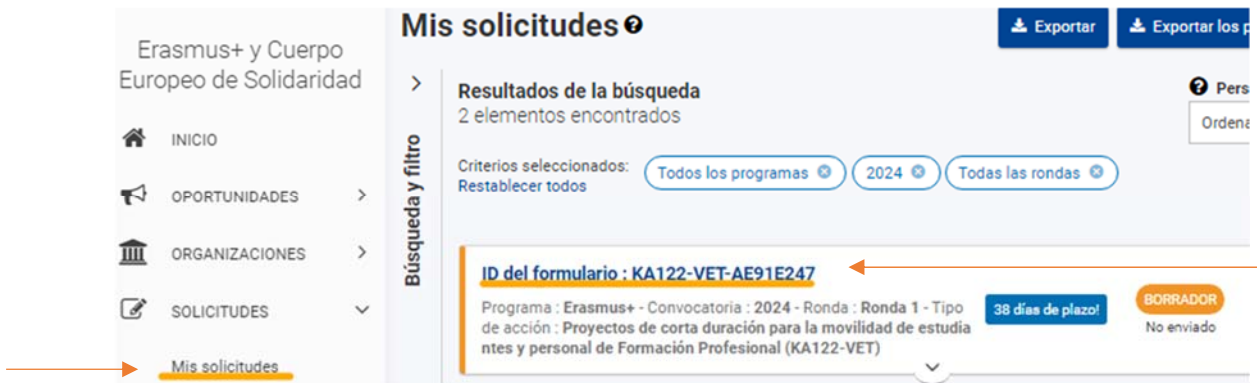 Erasmus+ y Cuerpo
Europeo de Solidaridad
INICIO
OPORTUNIDADES
ORGANIZACIONES
SOLICITUDES
Mis solicitudes
Mis solicitudes
Exportar
Exportar los
Búsqueda y filtro
Resultados de la búsqueda
2 elementos encontrados
Pers
Ordena
Criterios seleccionados:
Restablecer todos
Todos los programas
2024
Todas las rondas
ID del formulario : KA122-VET-AE91E247
Programa : Erasmus+ - Convocatoria : 2024 - Ronda : Ronda 1 - Tipo
de acción : Proyectos de corta duración para la movilidad de estudia
ntes y personal de Formación Profesional (KA122-VET)
38 días de plazo!
BORRADOR
No enviado